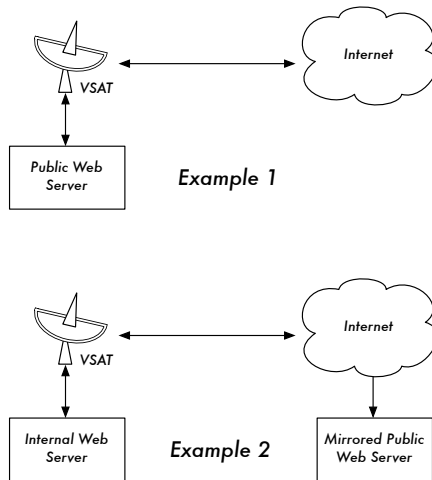 Internet
VSAT
Public Web
Server
Example 1
Internet
VSAT
Internal Web
Server
Example 2
Mirrored Public
Web Server